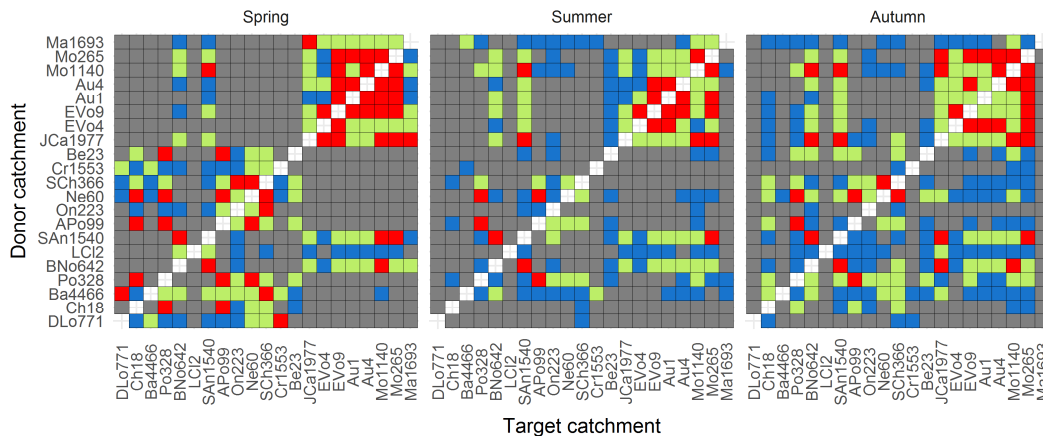 Spring
Summer
Autumn
Donor catchment
Ma1693
Mo265
Mo1140
Au4
Au1
EVo9
EVo4
JCa1977
Be23
Cr1553
SCh366
Ne60
On223
APo99
SAn1540
LCl2
BNo642
Po328
Ba4466
Ch18
DLo771
DLo771
Ch18
Ba4466
Po328
BNo642
LCl2
SAn1540
APo99
On223
Ne60
SCh366
Cr1553
Be23
JCa1977
EVo4
EVo9
Au1
Au4
Mo1140
Mo265
Ma1693
DLo771
Ch18
Ba4466
Po328
BNo642
LCl2
SAn1540
APo99
On223
Ne60
SCh366
Cr1553
Be23
JCa1977
EVo4
EVo9
Au1
Au4
Mo1140
Mo265
Ma1693
DLo771
Ch18
Ba4466
Po328
BNo642
LCl2
SAn1540
APo99
On223
Ne60
SCh366
Cr1553
Be23
JCa1977
EVo4
EVo9
Au1
Au4
Mo1140
Mo265
Ma1693
Target catchment